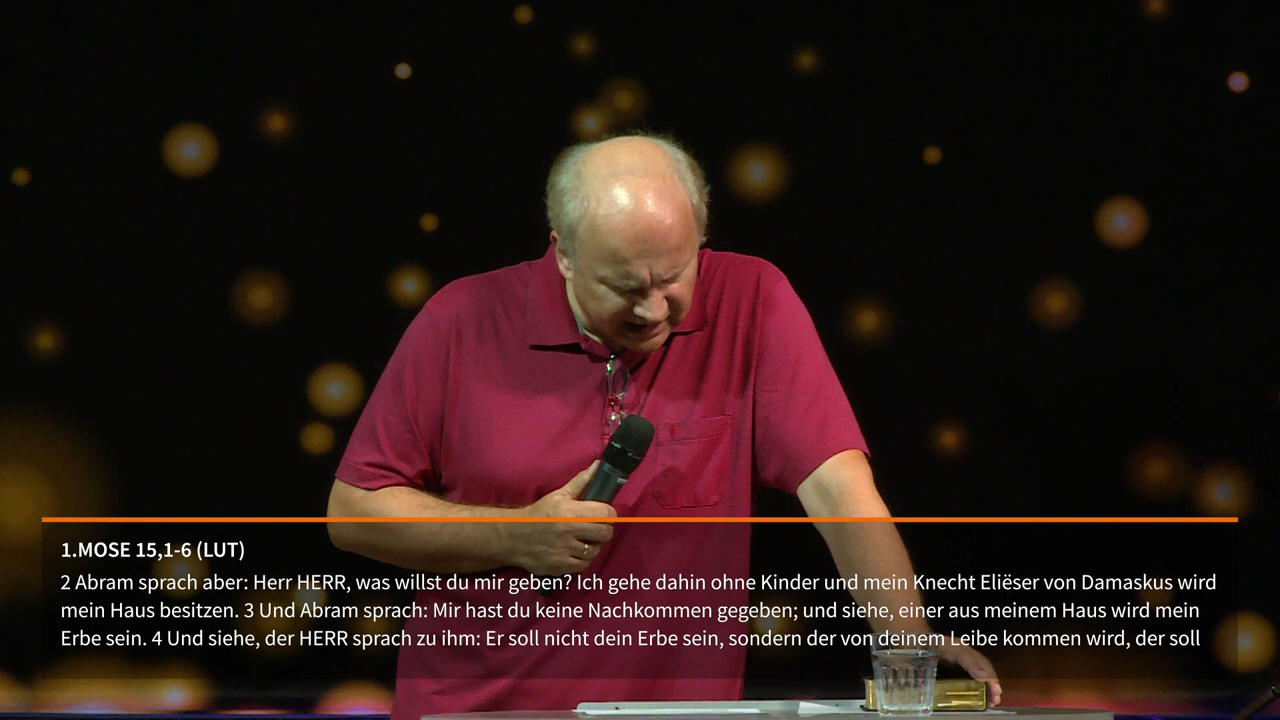 1.MOSE 15,1-6 (LUT)
2 Abram sprach aber: Herr HERR, was willst du mir geben? Ich gehe dahin ohne Kinder und mein Knecht Eliëser von Damaskus wird
mein Haus besitzen. 3 Und Abram sprach: Mir hast du keine Nachkommen gegeben; und siehe, einer aus meinem Haus wird mein
Erbe sein. 4 Und siehe, der HERR sprach zu ihm: Er soll nicht dein Erbe sein, sondern der von deinem Leibe kommen wird, der soll